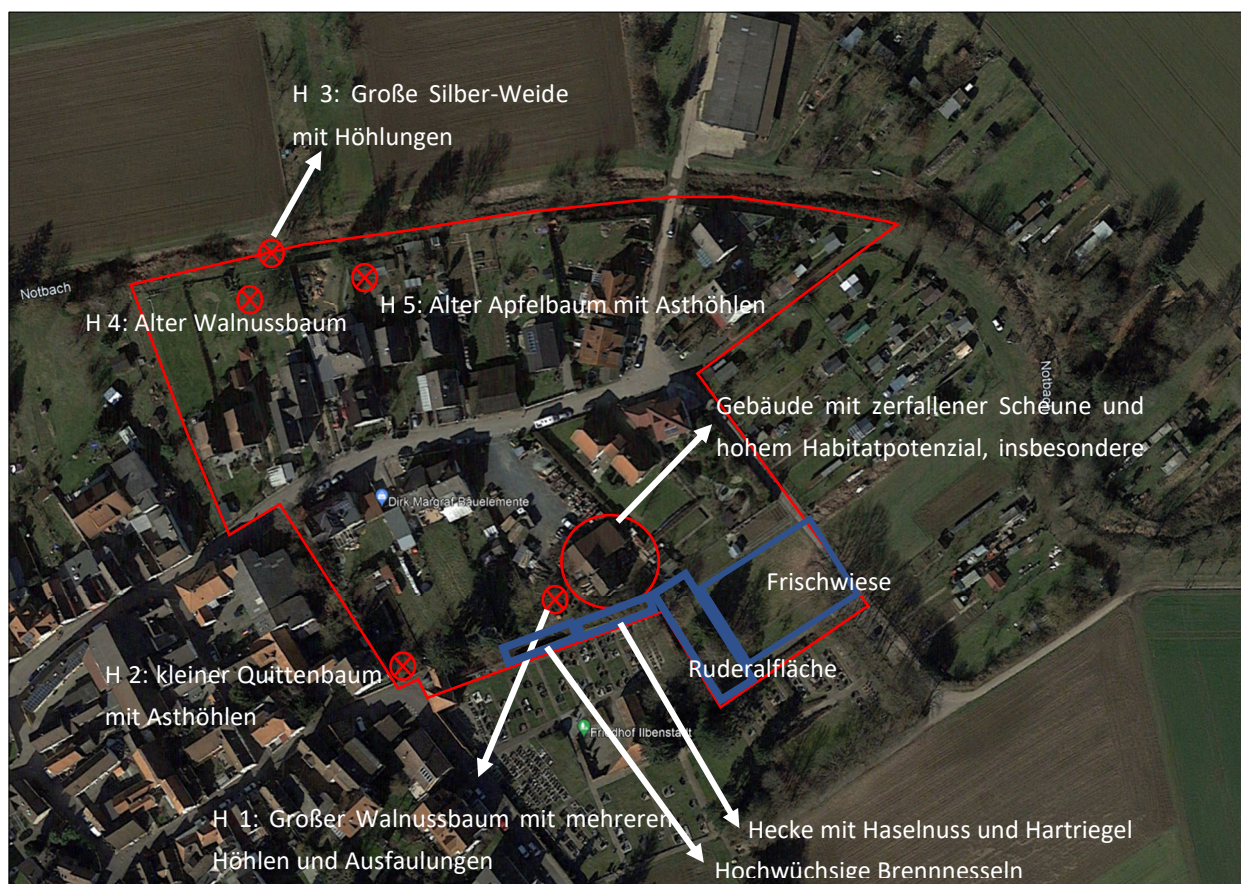 H 3: Große Silber-Weide
mit Höhlungen
Notbach
H 4: Alter Walnussbaum
H 5: Alter Apfelbaum mit Asthöhlen
Notbach
Gebäude mit zerfallener Scheune und
hohem Habitatpotenzial, insbesondere
Dirk Margraf Bauelemente
Frischwiese
Ruderalfläche
H 2: kleiner Quittenbaum
mit Asthöhlen
Friedhof Ilbenstadt
H 1: Großer Walnussbaum mit mehreren
Höhlen und Ausfaulungen
Hecke mit Haselnuss und Hartriegel
Hochwüchsige Brennnesseln